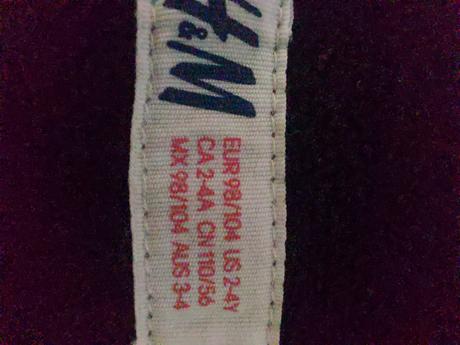 H&M
EUR 98/104 US 2-4Y
CA 2-4A CN 110/56
MX 98/104 AUS 3-4